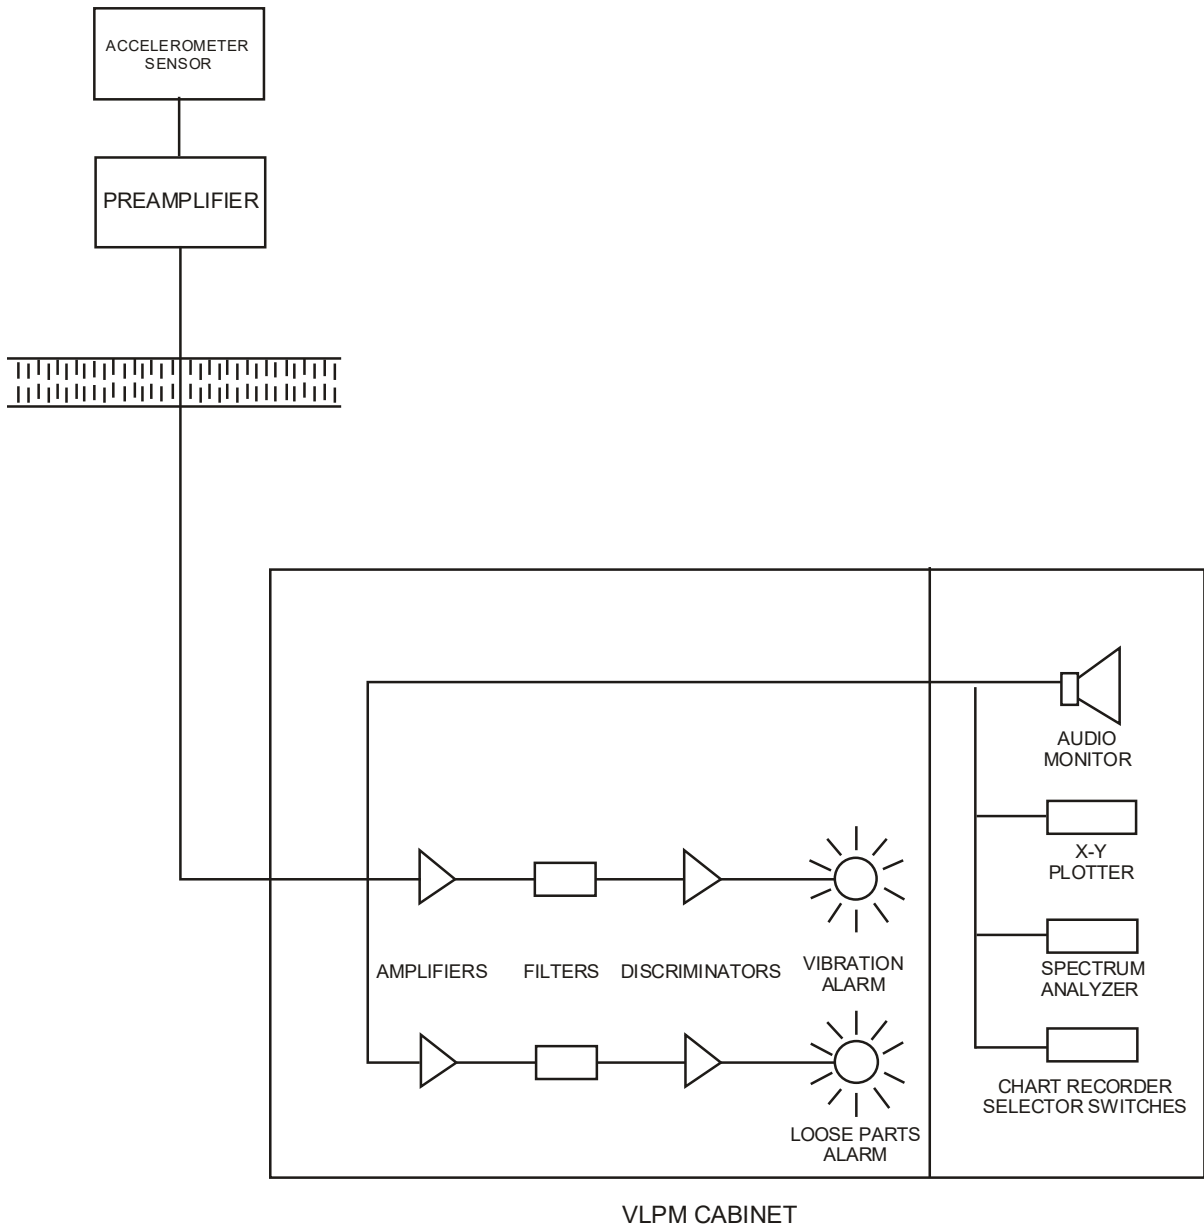 ACCELEROMETER
SENSOR
PREAMPLIFIER
AUDIO
MONITOR
X-Y
PLOTTER
AMPLIFIERS
FILTERS
DISCRIMINATORS
VIBRATION
ALARM
SPECTRUM
ANALYZER
CHART RECORDER
SELECTOR SWITCHES
LOOSE PARTS
ALARM
VLPM CABINET